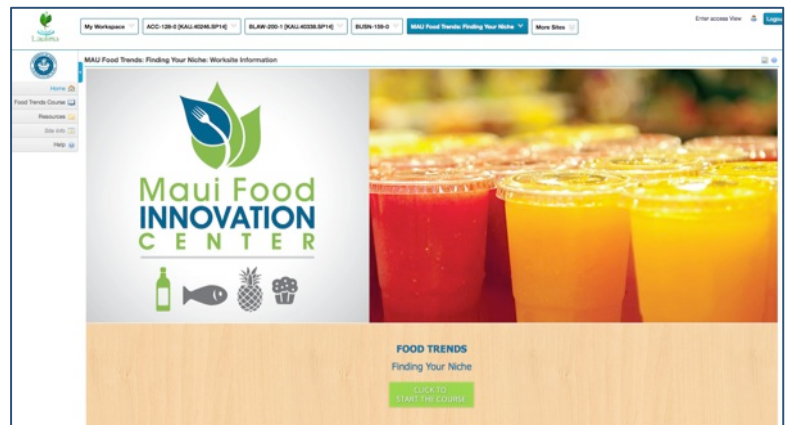 Laulima
My Workspace
ACC-128-0 [KAU.40246.SP14]
BLAW-200-1 [KAU.40339.SP14]
BUSN-159-0
MAU Food Trends: Finding Your Niche
More Sites
Enter access View
Logout
MAU Food Trends: Finding Your Niche: Worksite Information
Home
Food Trends Course
Resources
Site Info
Help
Maui Food
INNOVATION
CENTER
FOOD TRENDS
Finding Your Niche
CLICK TO
START THE COURSE